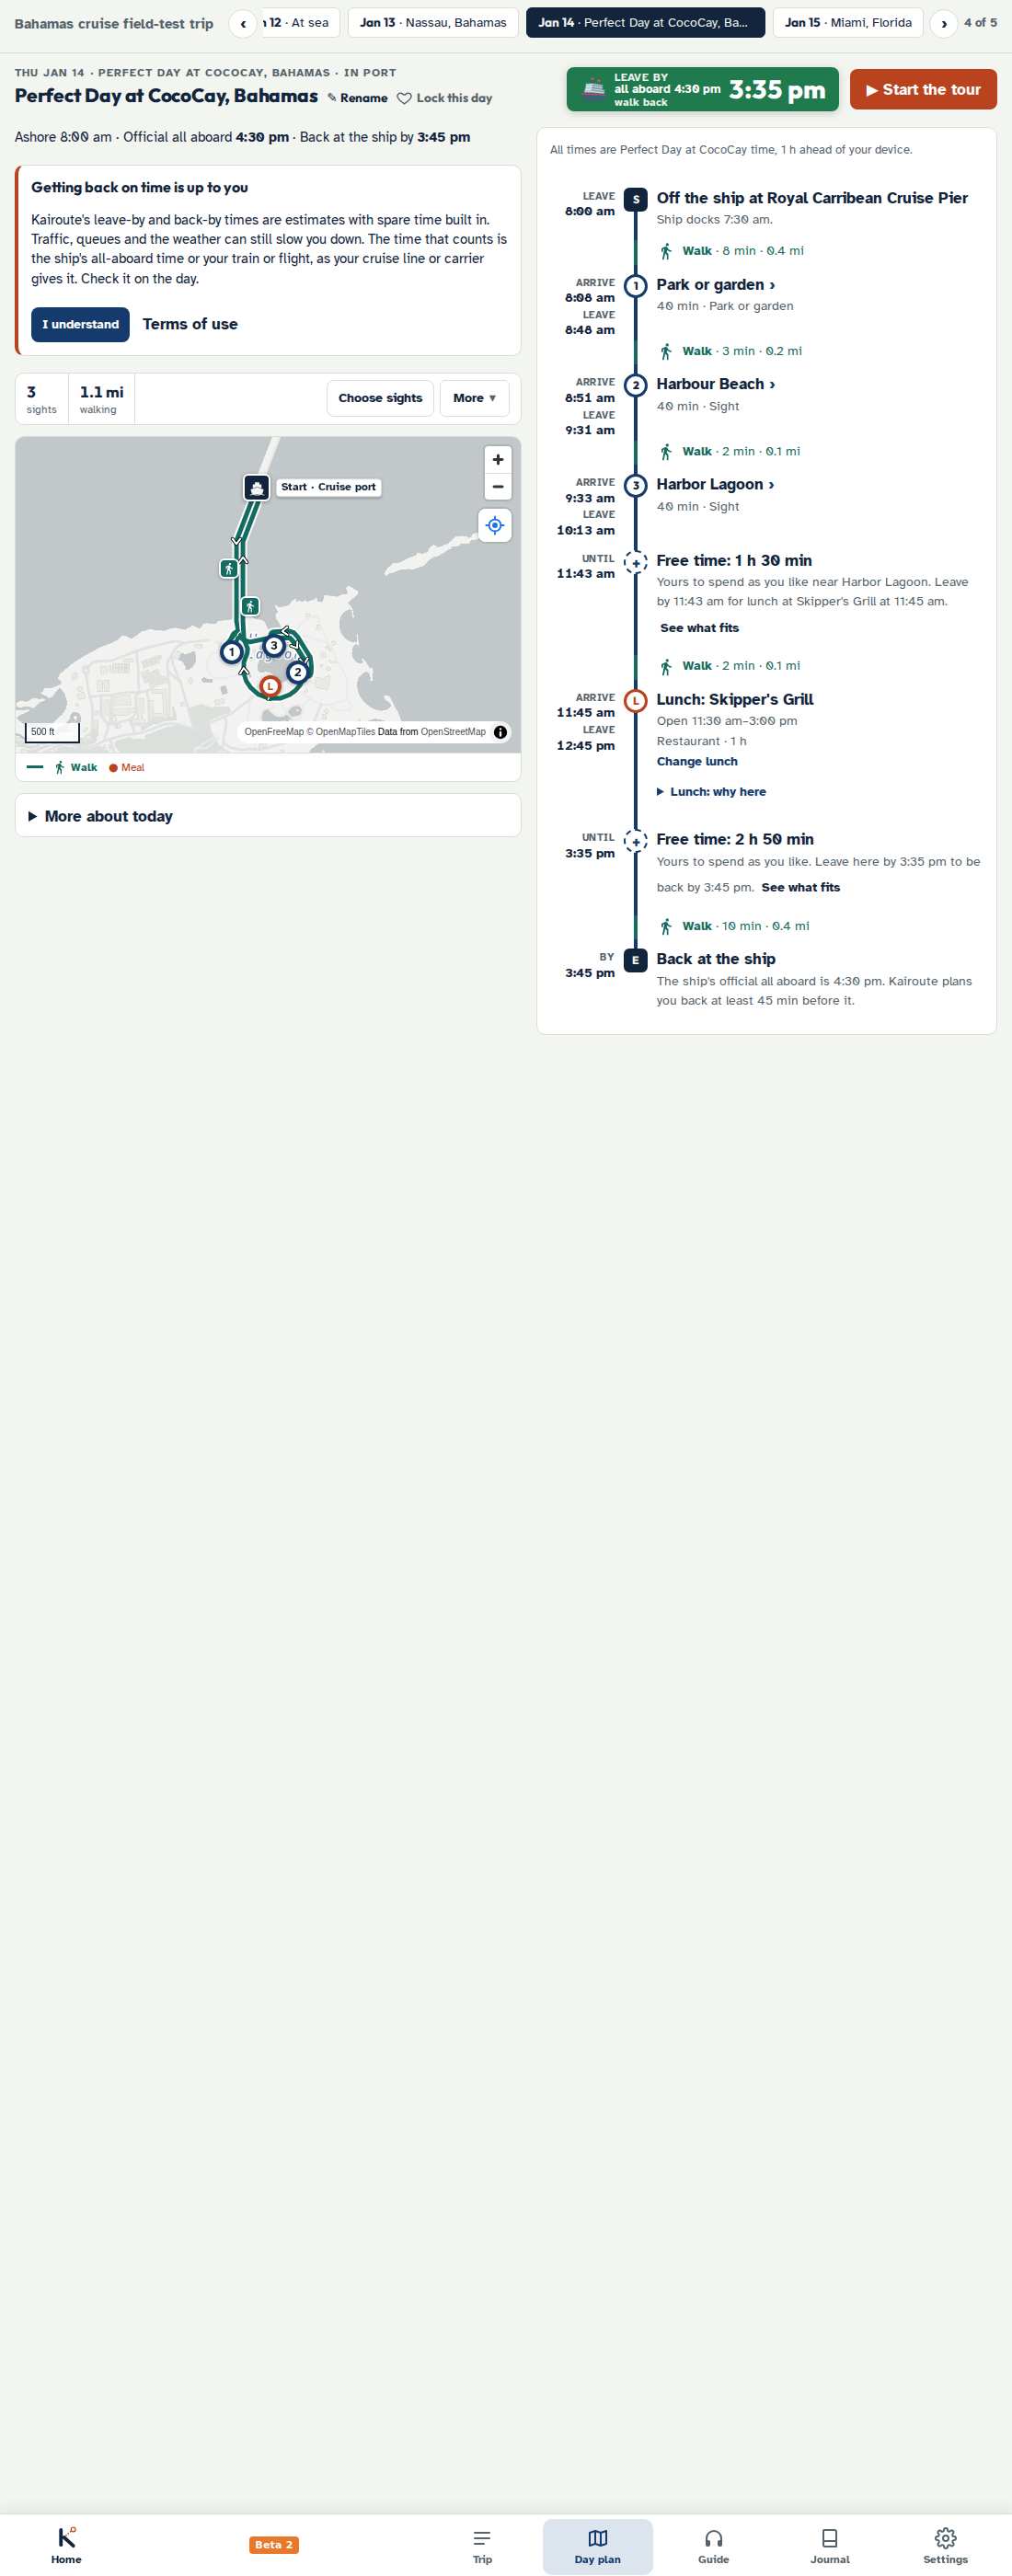 Bahamas cruise field-test trip
‹
12 · At sea
Jan 13 · Nassau, Bahamas
Jan 14 · Perfect Day at CocoCay, Ba...
Jan 15 · Miami, Florida
›
4 of 5
THU JAN 14 · PERFECT DAY AT COCOCAY, BAHAMAS · IN PORT
Perfect Day at CocoCay, Bahamas
✎ Rename
Lock this day
LEAVE BY
all aboard 4:30 pm
walk back
3:35 pm
▶ Start the tour
Ashore 8:00 am · Official all aboard 4:30 pm · Back at the ship by 3:45 pm
Getting back on time is up to you
Kairoute's leave-by and back-by times are estimates with spare time built in.
Traffic, queues and the weather can still slow you down. The time that counts is
the ship's all-aboard time or your train or flight, as your cruise line or carrier
gives it. Check it on the day.
I understand
Terms of use
3
sights
1.1 mi
walking
Choose sights
More ▼
Start · Cruise port
+
−
1
3
2
L
500 ft
OpenFreeMap © OpenMapTiles Data from OpenStreetMap
Walk
Meal
▶ More about today
All times are Perfect Day at CocoCay time, 1 h ahead of your device.
LEAVE
8:00 am
S
Off the ship at Royal Carribean Cruise Pier
Ship docks 7:30 am.
Walk · 8 min · 0.4 mi
ARRIVE
8:08 am
LEAVE
8:48 am
1
Park or garden ›
40 min · Park or garden
Walk · 3 min · 0.2 mi
ARRIVE
8:51 am
LEAVE
9:31 am
2
Harbour Beach ›
40 min · Sight
Walk · 2 min · 0.1 mi
ARRIVE
9:33 am
LEAVE
10:13 am
3
Harbor Lagoon ›
40 min · Sight
UNTIL
11:43 am
+
Free time: 1 h 30 min
Yours to spend as you like near Harbor Lagoon. Leave
by 11:43 am for lunch at Skipper's Grill at 11:45 am.
See what fits
Walk · 2 min · 0.1 mi
ARRIVE
11:45 am
LEAVE
12:45 pm
L
Lunch: Skipper's Grill
Open 11:30 am–3:00 pm
Restaurant · 1 h
Change lunch
▶ Lunch: why here
UNTIL
3:35 pm
+
Free time: 2 h 50 min
Yours to spend as you like. Leave here by 3:35 pm to be
back by 3:45 pm. See what fits
Walk · 10 min · 0.4 mi
BY
3:45 pm
E
Back at the ship
The ship's official all aboard is 4:30 pm. Kairoute plans
you back at least 45 min before it.
Home
Beta 2
Trip
Day plan
Guide
Journal
Settings